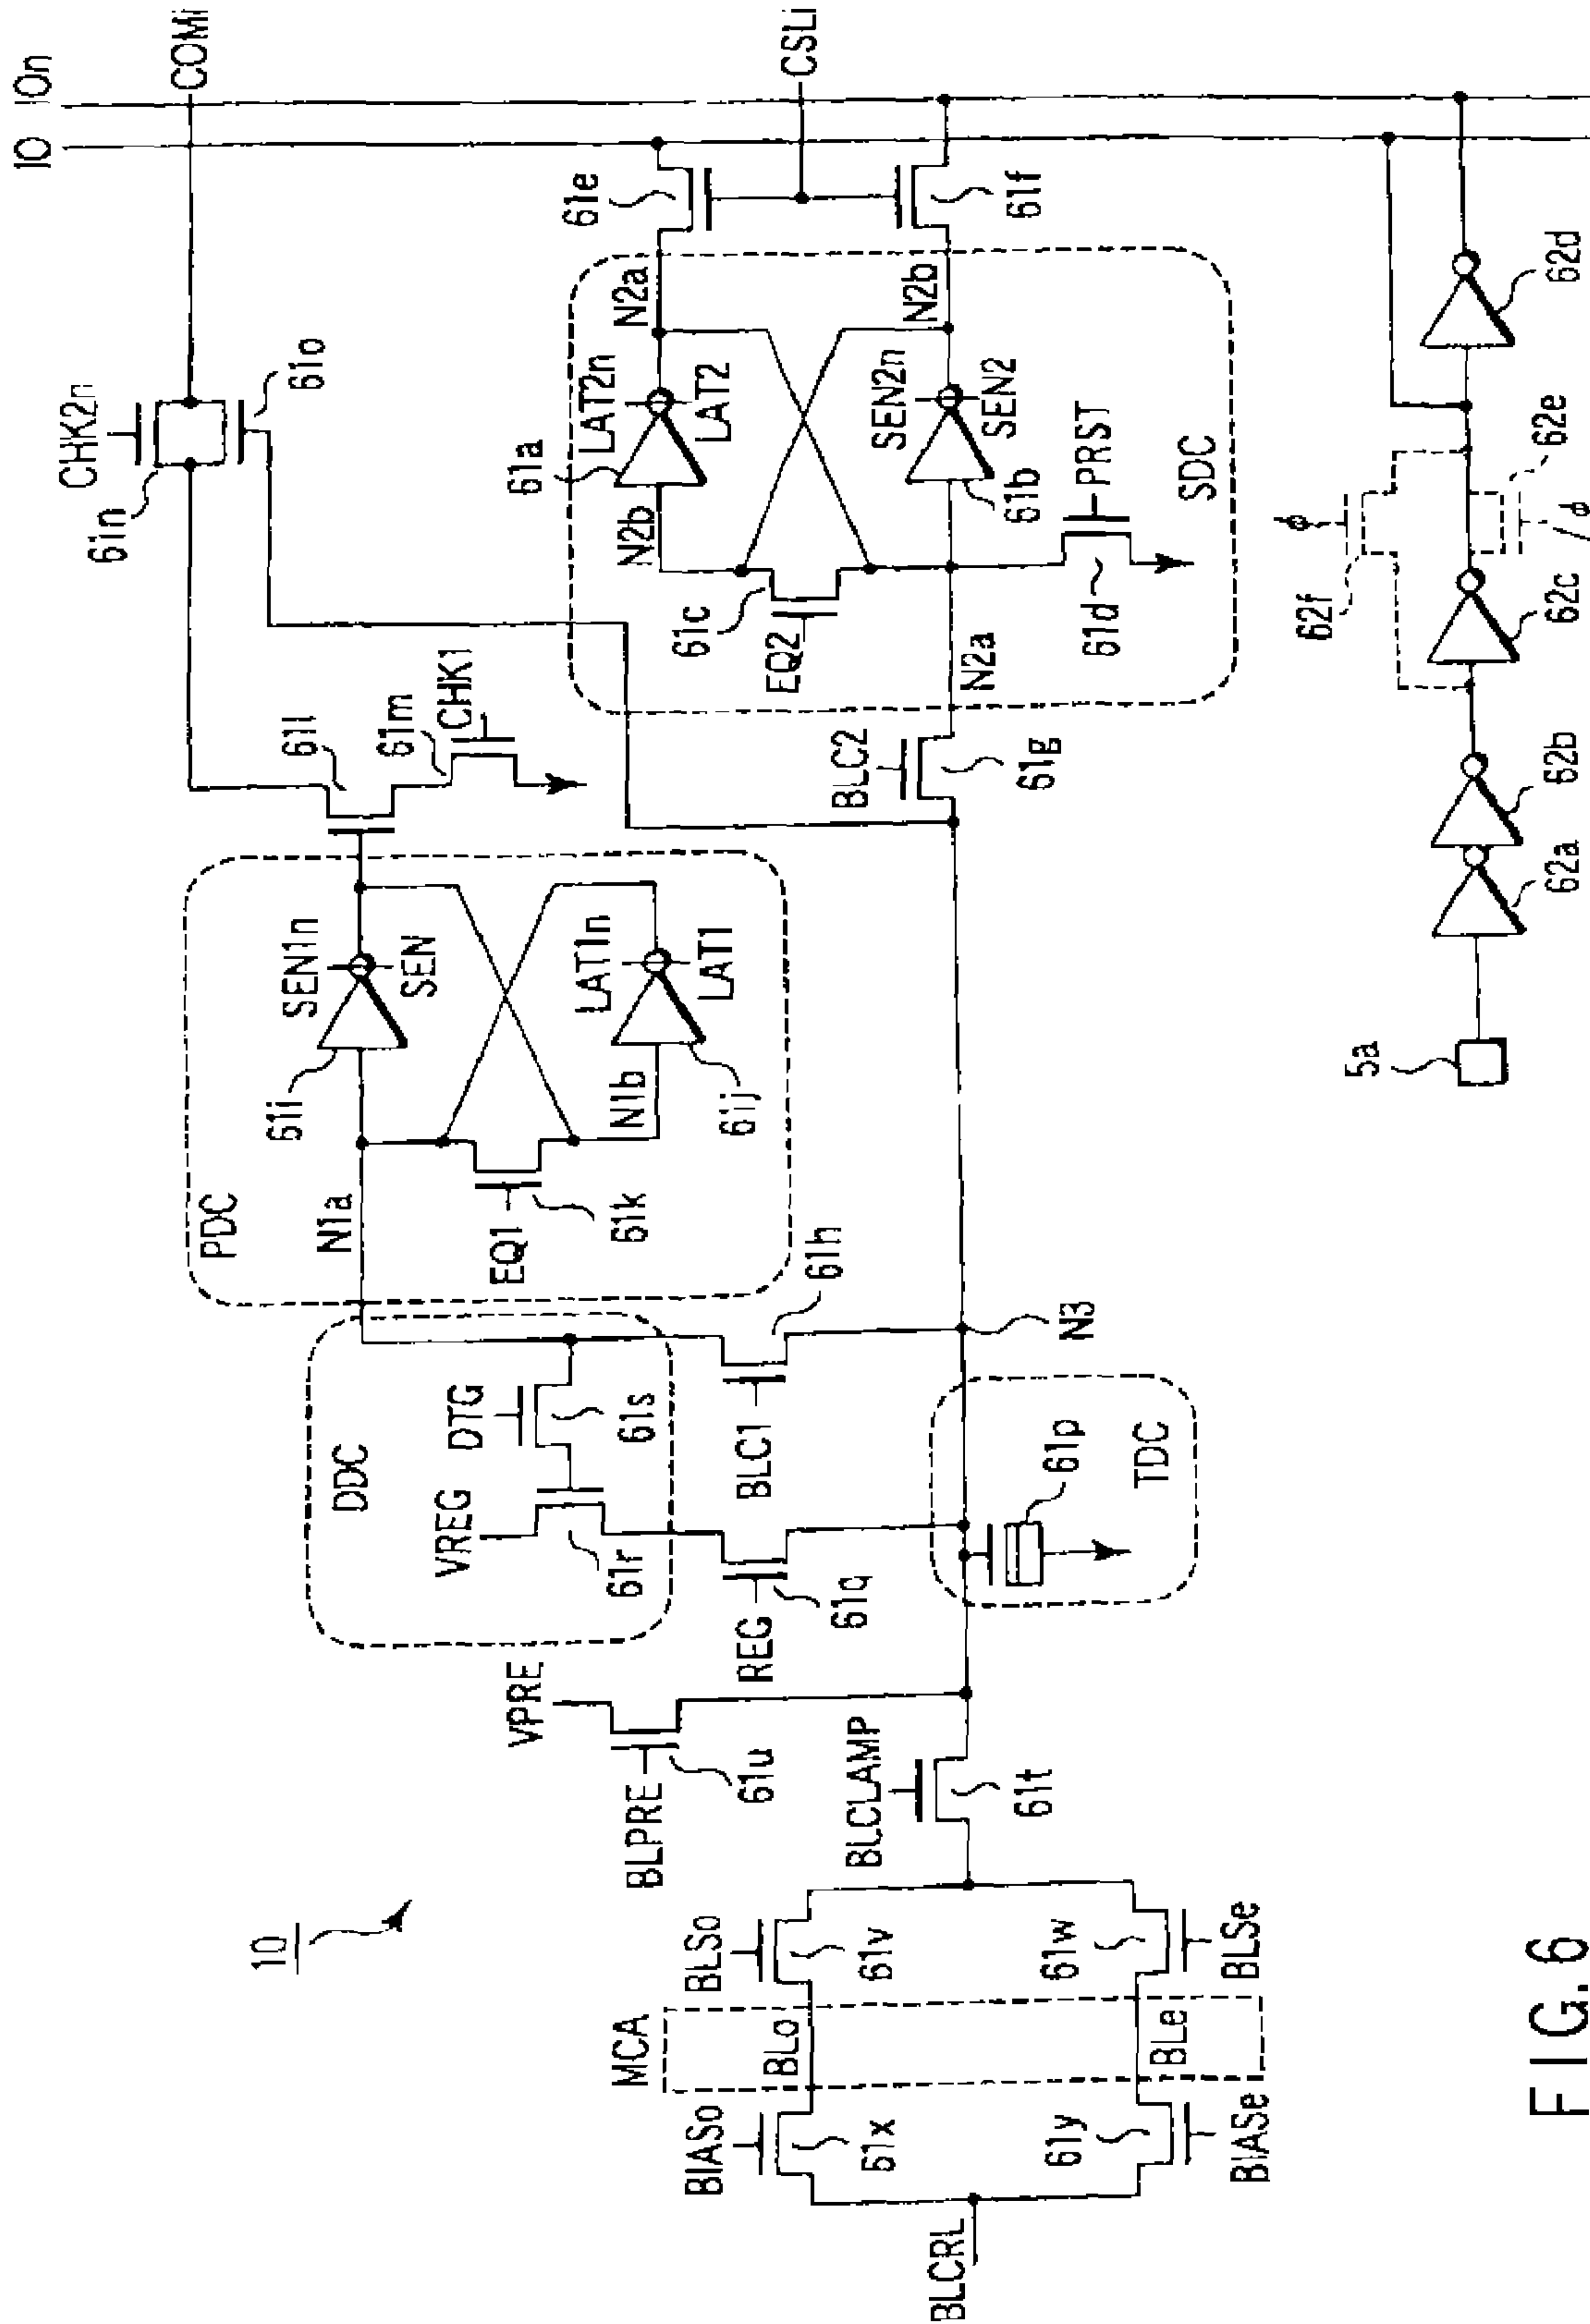 10
IO
IOn
COMi
CHK2n
61n
61o
61l
61m
CHK1
PDC
N1a
61i
SEN1n
SEN
EQ1
61k
N1b
61j
LAT1n
LAT1
61h
DDC
VREG
DTG
61s
61r
BLC1
REG
61q
VPRE
BLPRE
61u
BLCLAMP
61t
TDC
61p
N3
BLC2
61g
N2a
EQ2
61c
N2b
61a
LAT2n
LAT2
N2a
SEN2n
SEN2
61b
N2b
61d
PRST
SDC
61e
61f
CSLi
MCA
BIASo
BLSo
BLo
61x
61v
61y
61w
BLe
BIASe
BLSe
BLCRL
5a
62a
62b
62c
62f
φ
62e
/φ
62d
FIG.6